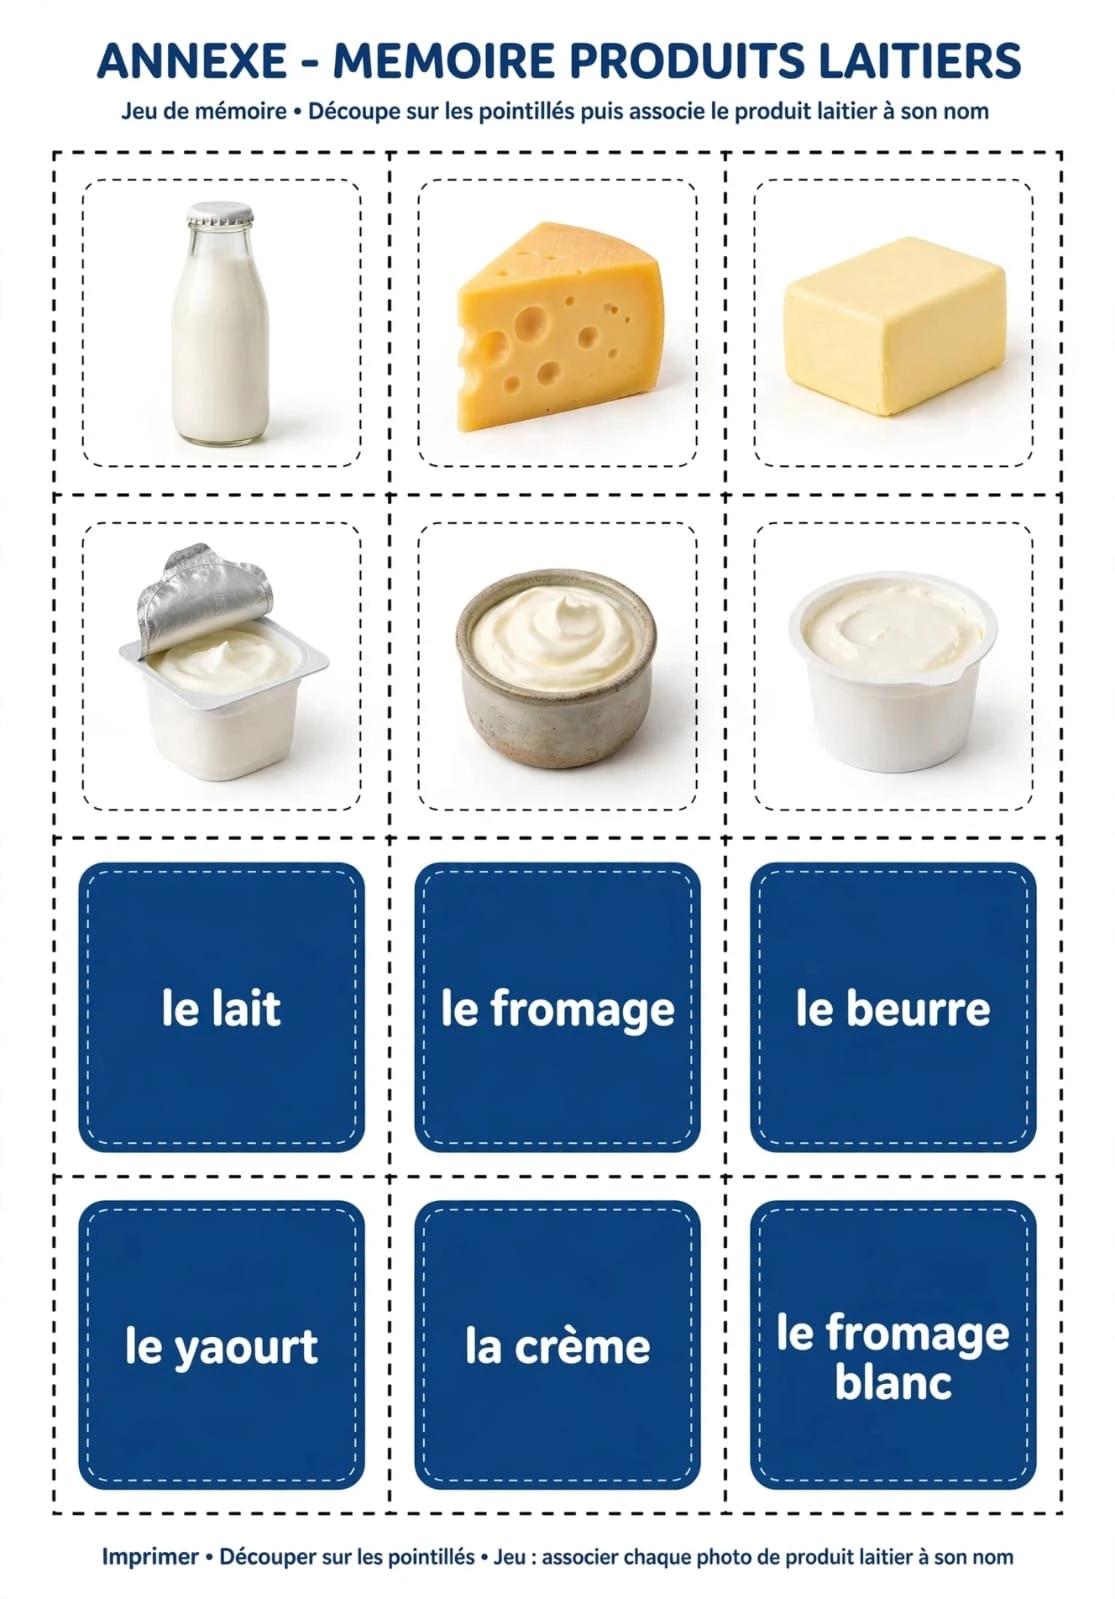 ANNEXE - MEMOIRE PRODUITS LAITIERS
Jeu de mémoire • Découpe sur les pointillés puis associe le produit laitier à son nom
le lait
le fromage
le beurre
le yaourt
la crème
le fromage
blanc
Imprimer • Découper sur les pointillés • Jeu : associer chaque photo de produit laitier à son nom